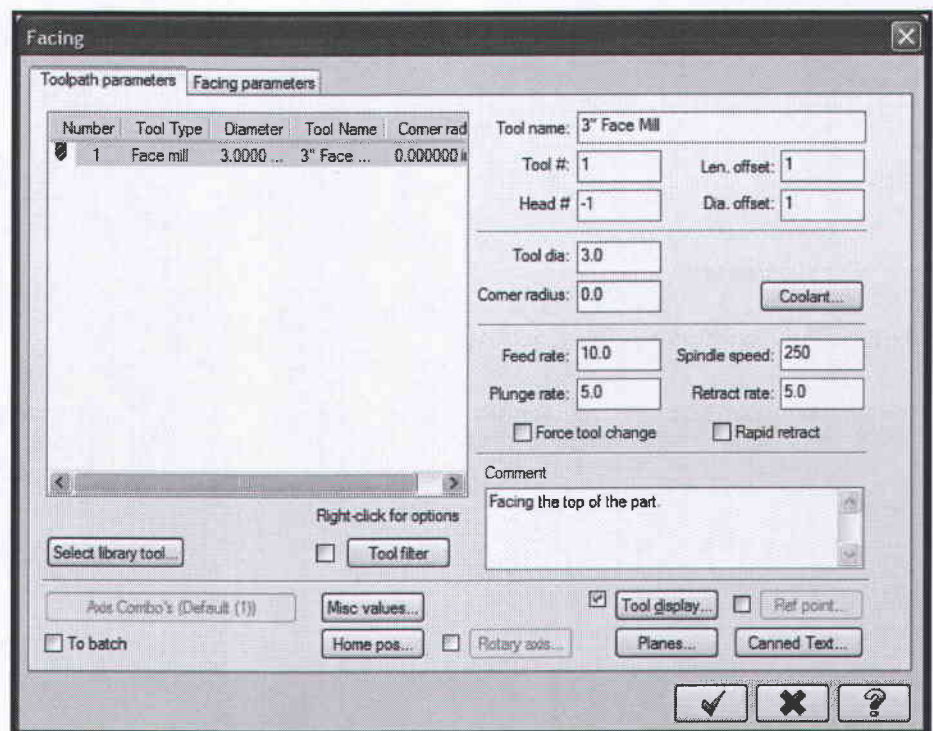 Facing
Toolpath parameters Facing parameters
Number Tool Type Diameter Tool Name Corner rad
1 Face mill 3.0000 ... 3" Face ... 0.000000 i
Tool name: 3" Face Mill
Tool #: 1 Len. offset: 1
Head # -1 Dia. offset: 1
Tool dia: 3.0
Corner radius: 0.0 Coolant...
Feed rate: 10.0 Spindle speed: 250
Plunge rate: 5.0 Retract rate: 5.0
Force tool change Rapid retract
Comment
Facing the top of the part.
Right-click for options
Select library tool... Tool filter
Axis Combo's (Default (1)) Misc values... Tool display... Ref point...
To batch Home pos... Rotary axis... Planes... Canned Text...